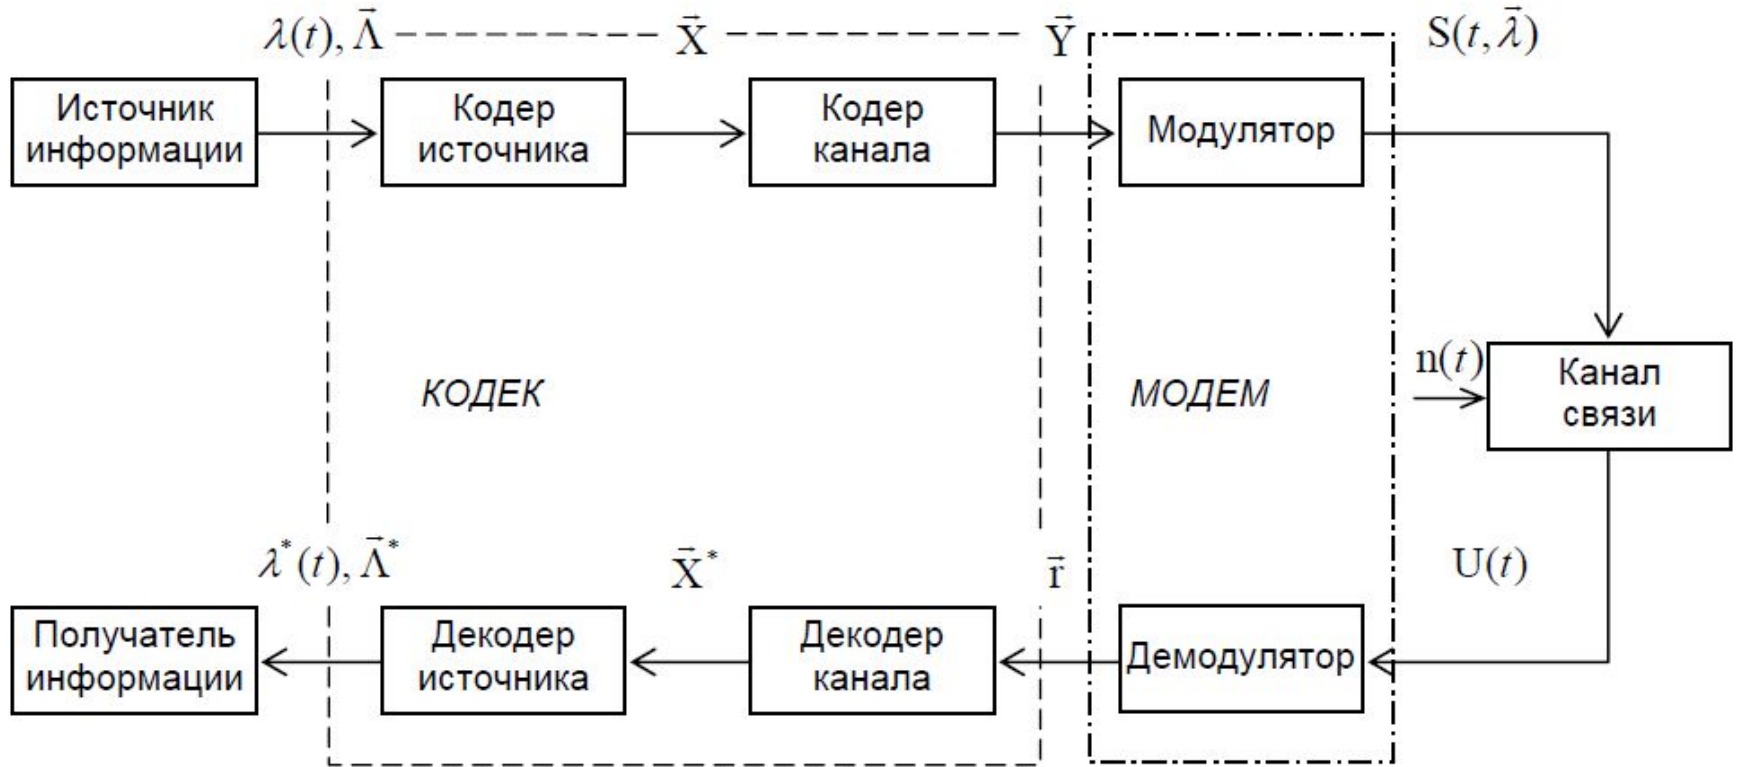 λ(t), Λ⃗
X⃗
Y⃗
S(t, λ⃗)
Источник
информации
Кодер
источника
Кодер
канала
Модулятор
n(t)
Канал
связи
КОДЕК
МОДЕМ
λ*(t), Λ⃗*
X⃗*
r⃗
U(t)
Получатель
информации
Декодер
источника
Декодер
канала
Демодулятор